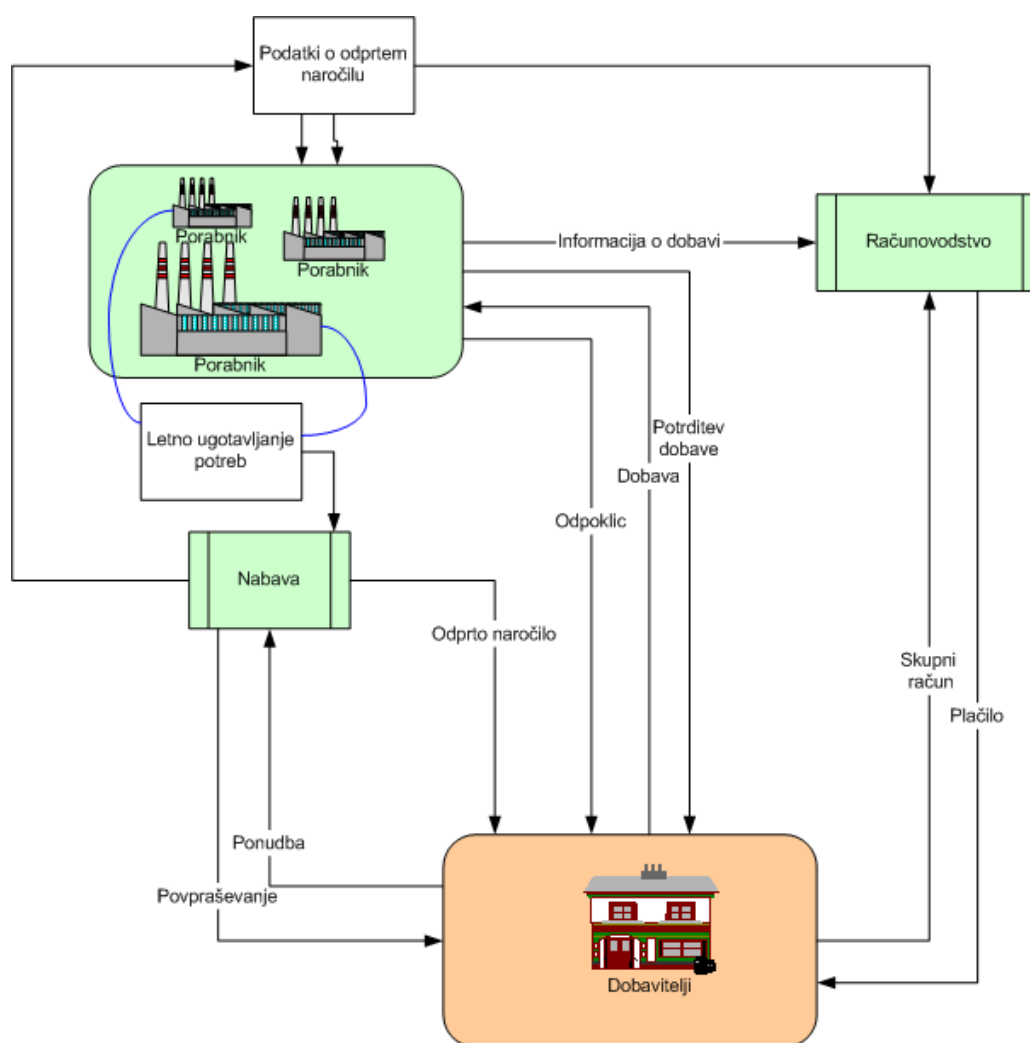 Podatki o odprtem
naročilu
Porabnik
Porabnik
Porabnik
Informacija o dobavi
Računovodstvo
Letno ugotavljanje
potreb
Potrditev
dobave
Dobava
Odpoklic
Nabava
Odprto naročilo
Skupni
račun
Plačilo
Ponudba
Povpraševanje
Dobavitelji